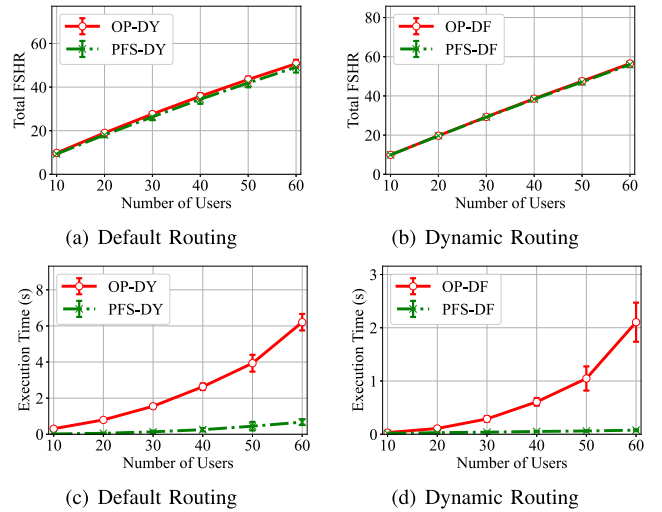 OP-DY
PFS-DY
Total FSHR
60
40
20
0
10 20 30 40 50 60
Number of Users
(a) Default Routing
OP-DF
PFS-DF
Total FSHR
80
60
40
20
0
10 20 30 40 50 60
Number of Users
(b) Dynamic Routing
OP-DY
PFS-DY
Execution Time (s)
8
6
4
2
0
10 20 30 40 50 60
Number of Users
(c) Default Routing
OP-DF
PFS-DF
Execution Time (s)
3
2
1
0
10 20 30 40 50 60
Number of Users
(d) Dynamic Routing